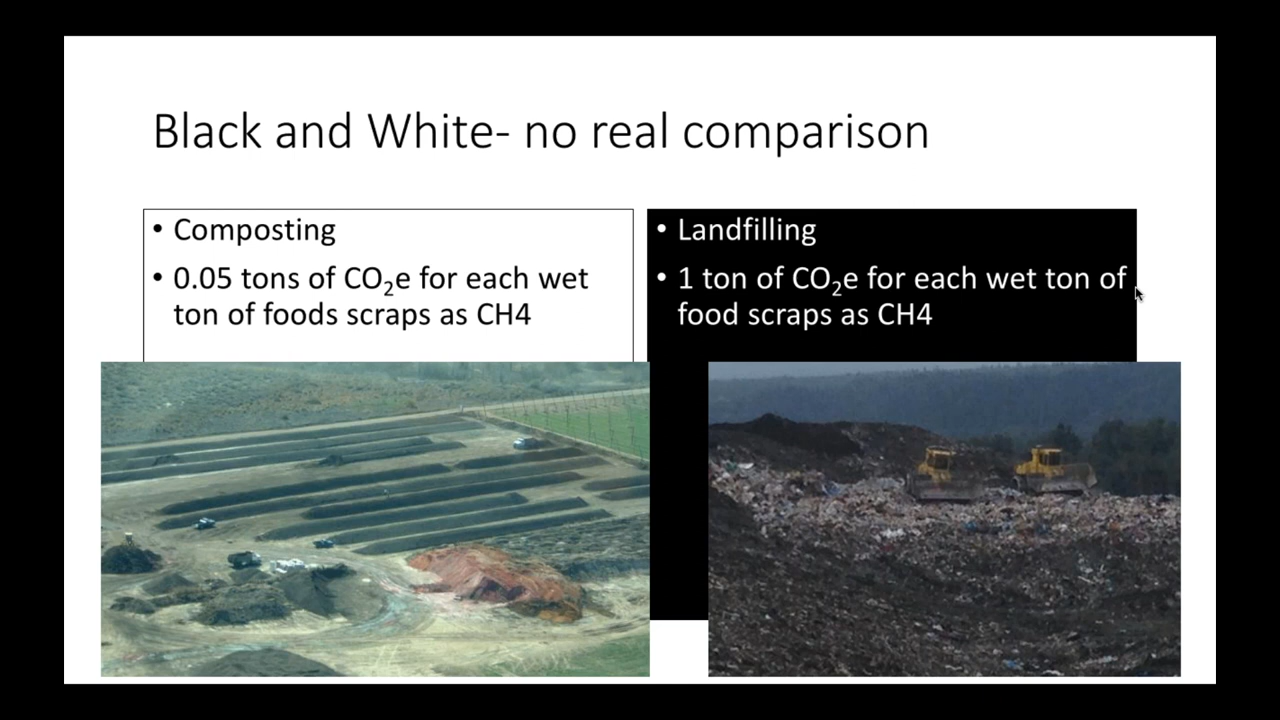 Black and White- no real comparison
• Composting
• 0.05 tons of CO₂e for each wet
ton of foods scraps as CH4
• Landfilling
• 1 ton of CO₂e for each wet ton of
food scraps as CH4